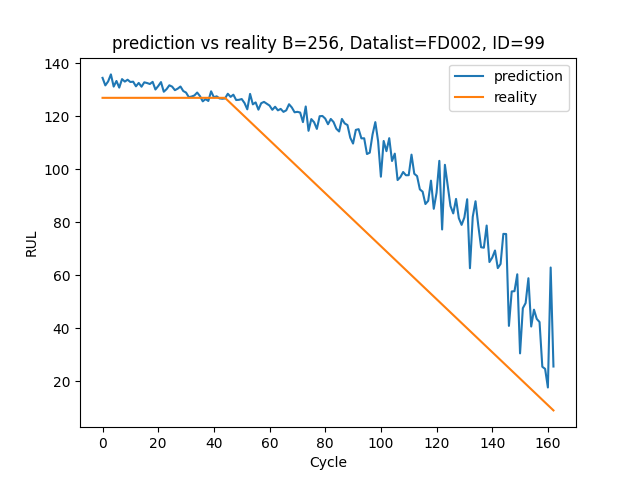 prediction vs reality B=256, Datalist=FD002, ID=99
prediction
reality
140
120
100
80
60
40
20
RUL
0 20 40 60 80 100 120 140 160
Cycle